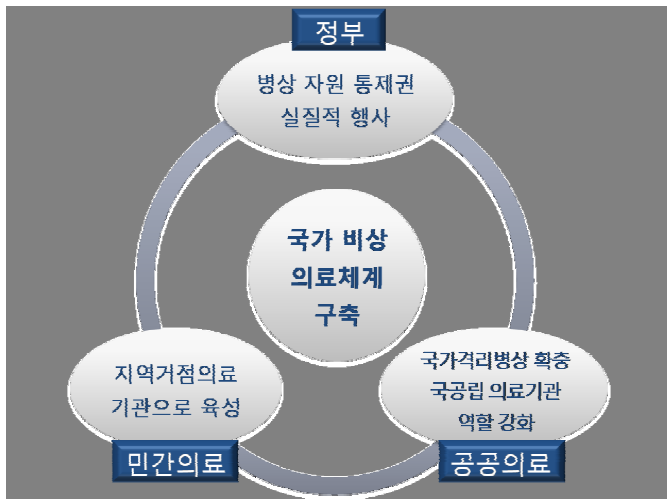 정부
병상 자원 통제권
실질적 행사
국가 비상
의료체계
구축
지역거점의료
기관으로 육성
민간의료
국가격리병상 확충
국공립 의료기관
역할 강화
공공의료